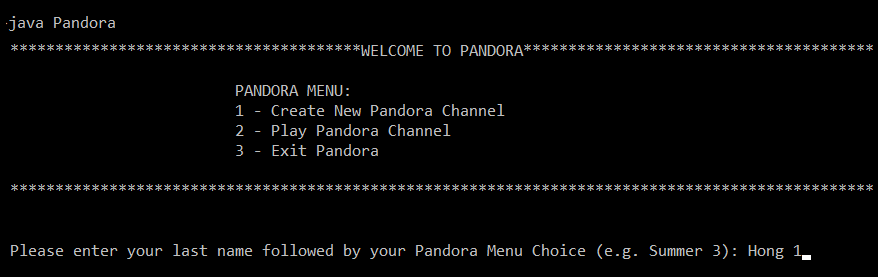 java Pandora
***************************************WELCOME TO PANDORA***************************************
PANDORA MENU:
1 - Create New Pandora Channel
2 - Play Pandora Channel
3 - Exit Pandora
************************************************************************************************
Please enter your last name followed by your Pandora Menu Choice (e.g. Summer 3): Hong 1